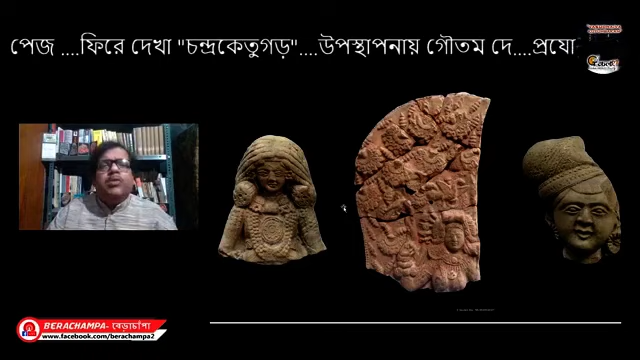 পেজ ....ফিরে দেখা "চন্দ্রকেতুগড়"....উপস্থাপনায় গৌতম দে....প্রযো
BERACHAMPA- বেড়াচাঁপা
www.facebook.com/berachampa2